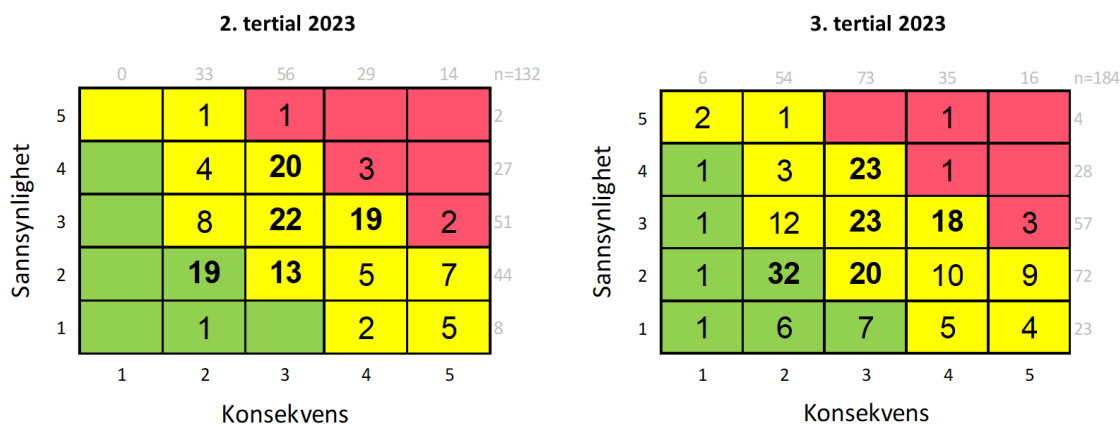 2. tertial 2023
0 33 56 29 14 n=132
5 1 1 2
4 4 20 3 27
3 8 22 19 2 51
2 19 13 5 7 44
1 1 2 5 8
1 2 3 4 5
Sannsynlighet
Konsekvens
3. tertial 2023
6 54 73 35 16 n=184
5 2 1 1 4
4 1 3 23 1 28
3 1 12 23 18 3 57
2 1 32 20 10 9 72
1 1 6 7 5 4 23
1 2 3 4 5
Sannsynlighet
Konsekvens